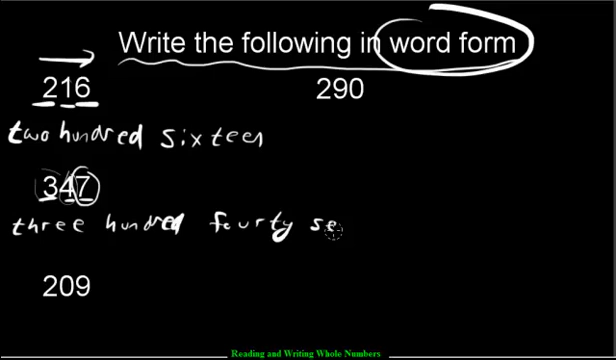 Write the following in word form
216
290
two hundred sixteen
347
three hundred fourty se
209
Reading and Writing Whole Numbers